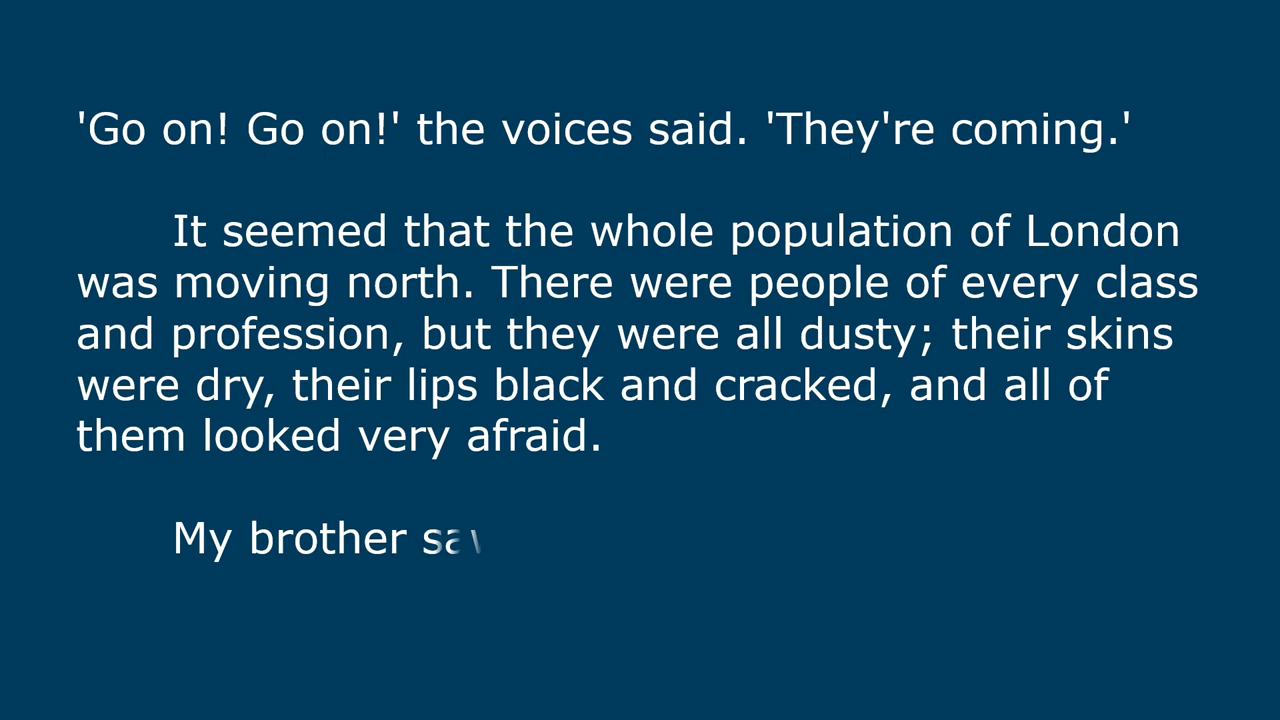 'Go on! Go on!' the voices said. 'They're coming.'
It seemed that the whole population of London
was moving north. There were people of every class
and profession, but they were all dusty; their skins
were dry, their lips black and cracked, and all of
them looked very afraid.
My brother